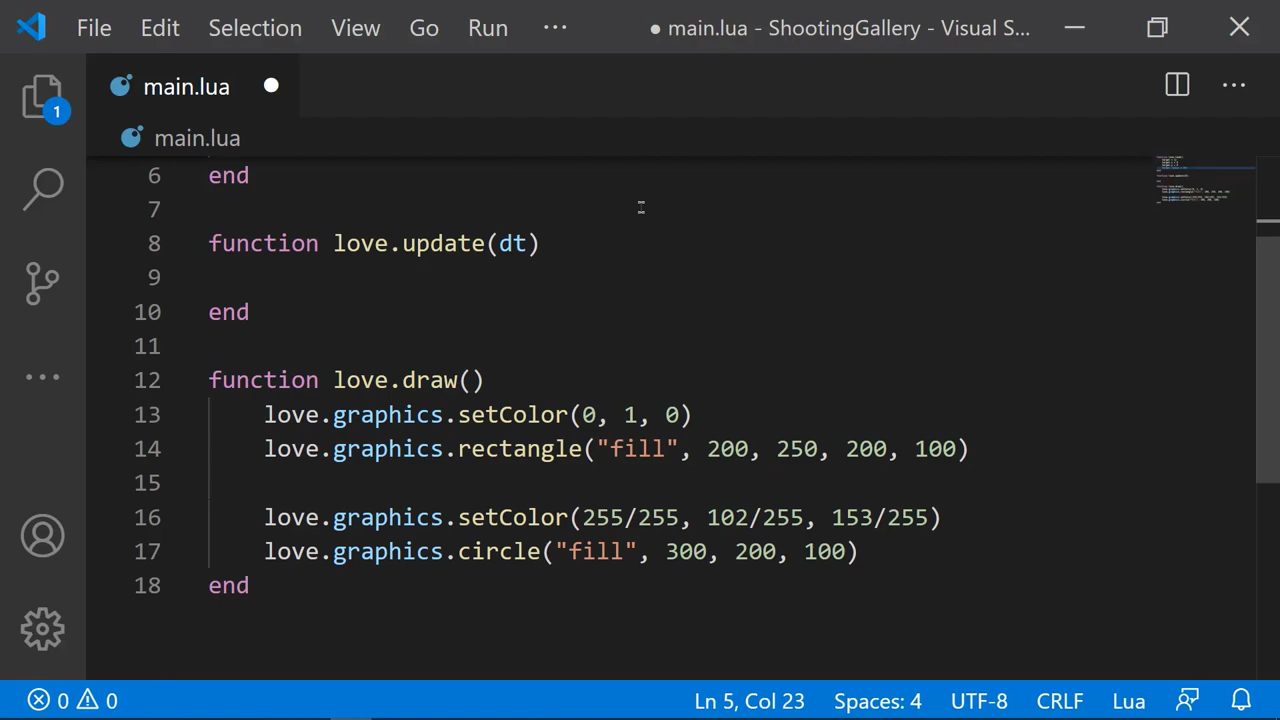 File Edit Selection View Go Run ··· ● main.lua - ShootingGallery - Visual S...
main.lua
1
main.lua
6 end
7
8 function love.update(dt)
9
10 end
11
12 function love.draw()
13 love.graphics.setColor(0, 1, 0)
14 love.graphics.rectangle("fill", 200, 250, 200, 100)
15
16 love.graphics.setColor(255/255, 102/255, 153/255)
17 love.graphics.circle("fill", 300, 200, 100)
18 end
0 0 Ln 5, Col 23 Spaces: 4 UTF-8 CRLF Lua